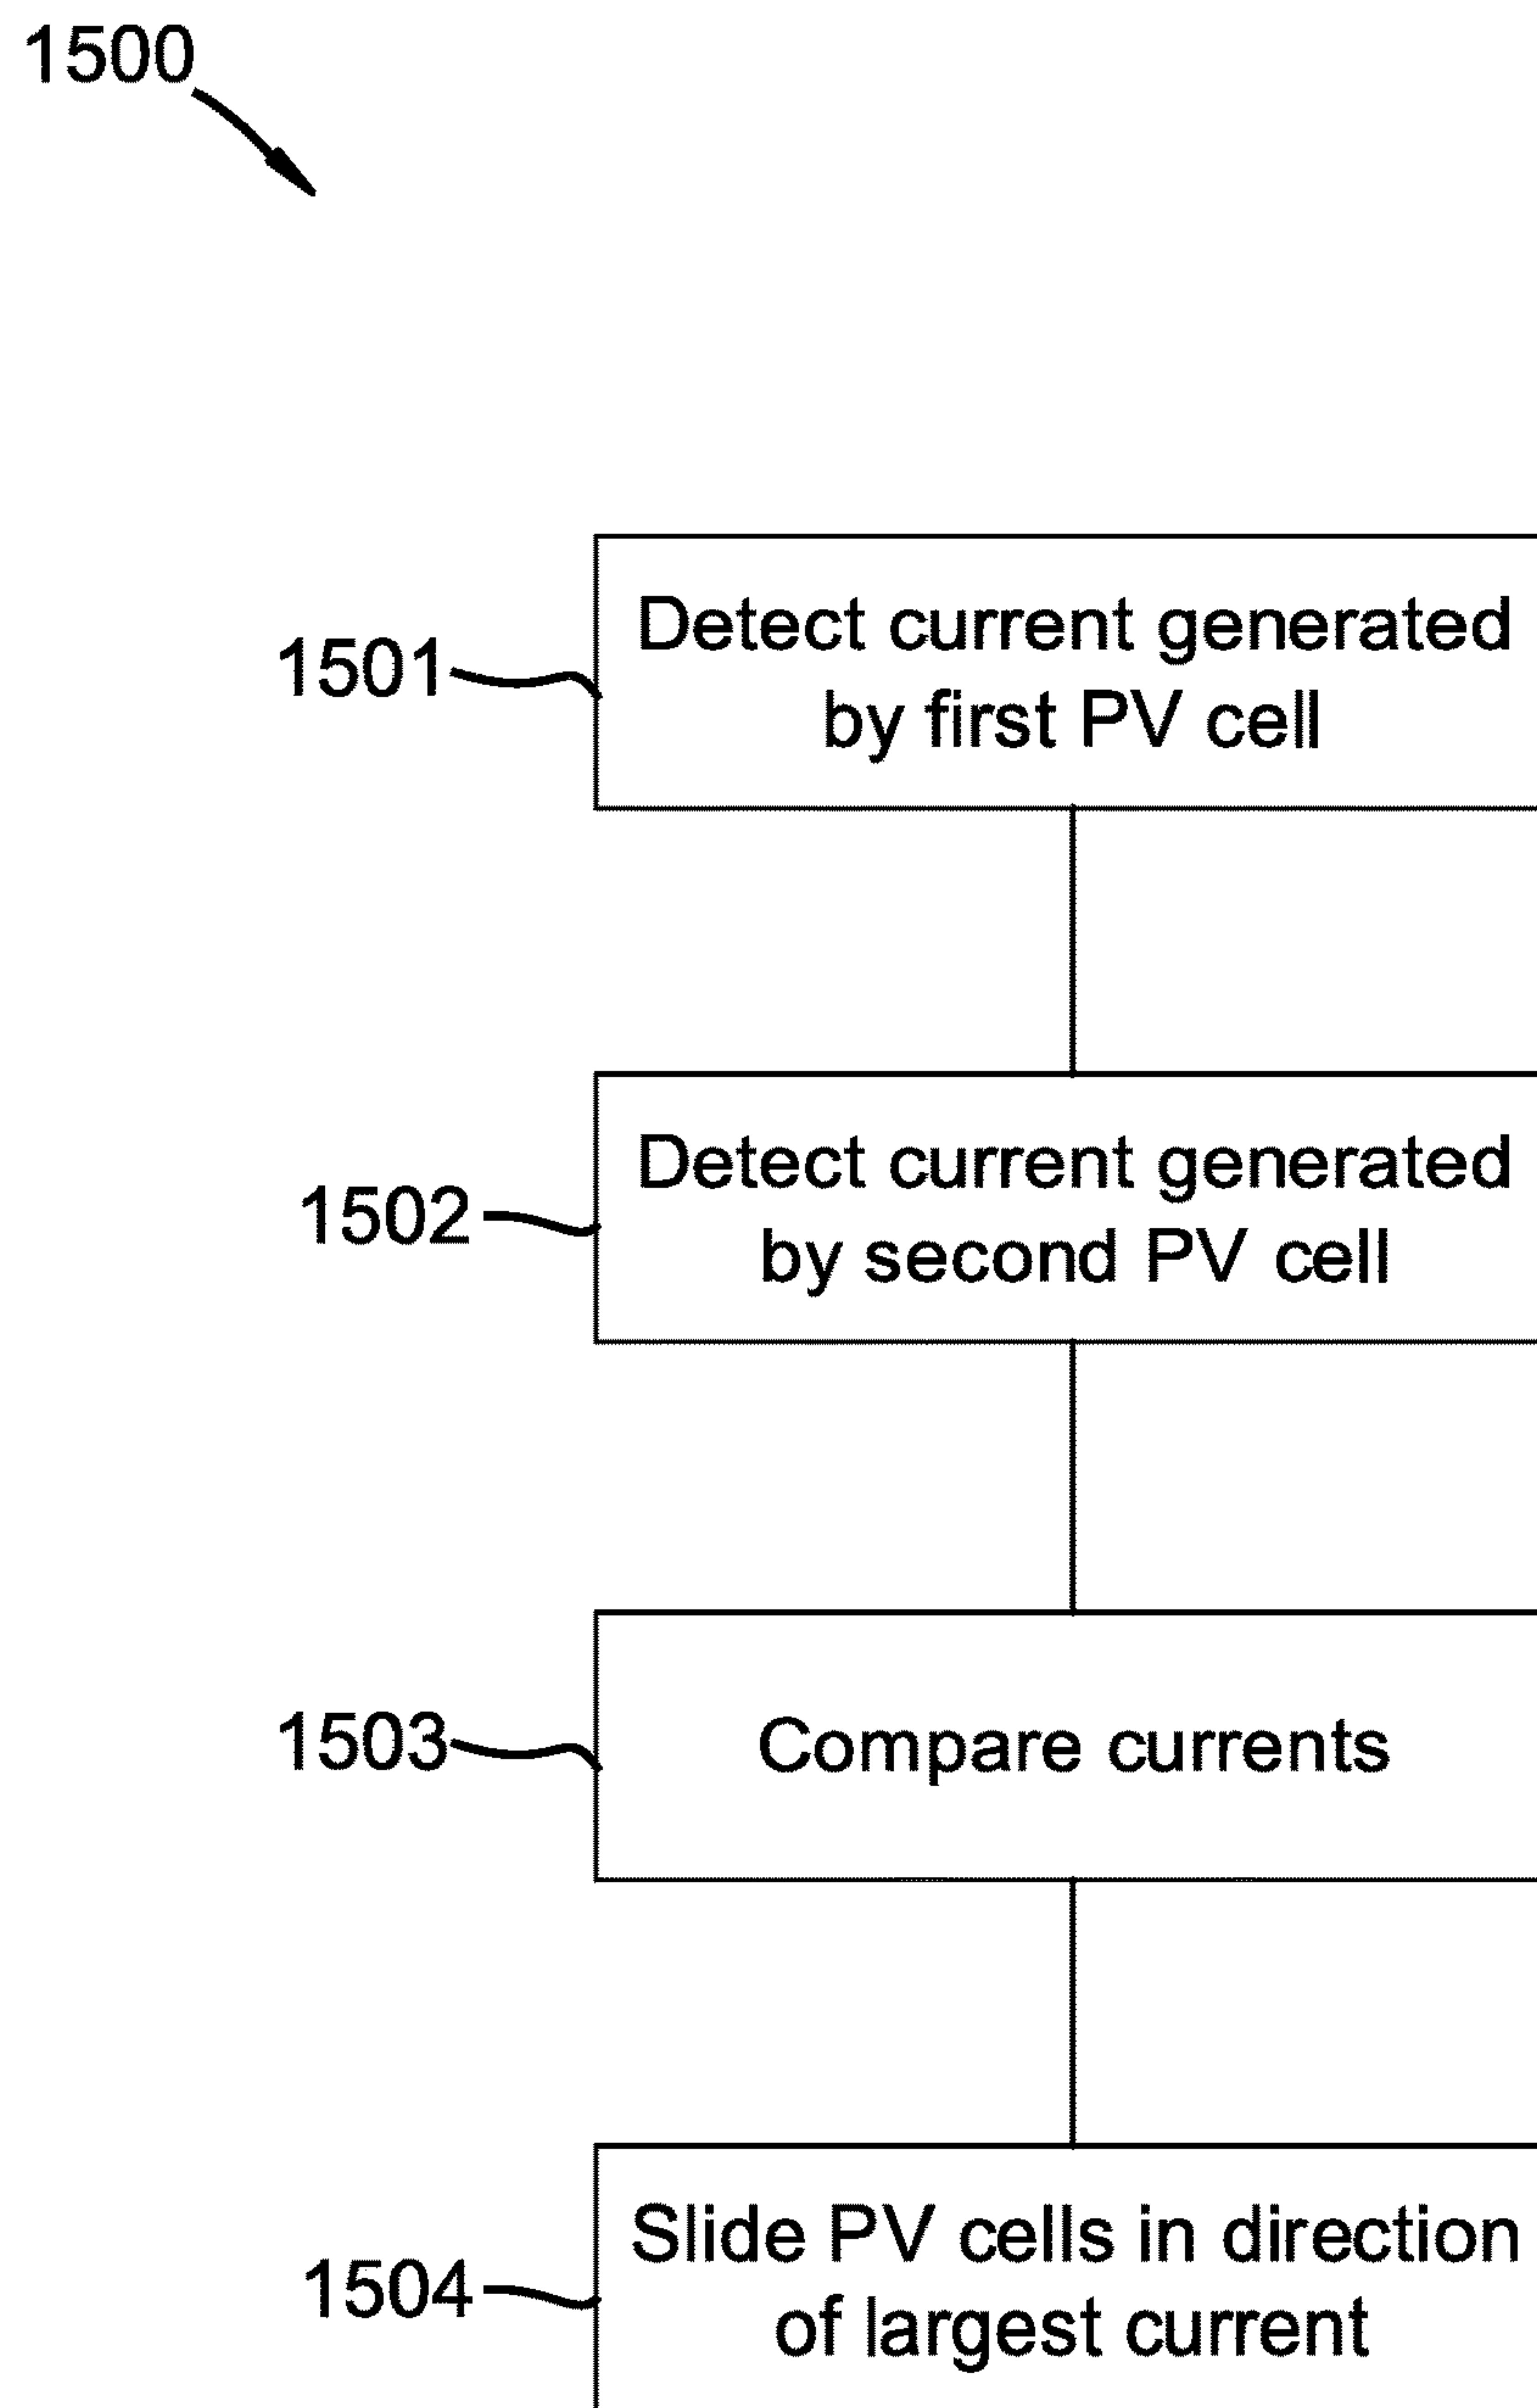 1500
1501
Detect current generated
by first PV cell
1502
Detect current generated
by second PV cell
1503
Compare currents
1504
Slide PV cells in direction
of largest current